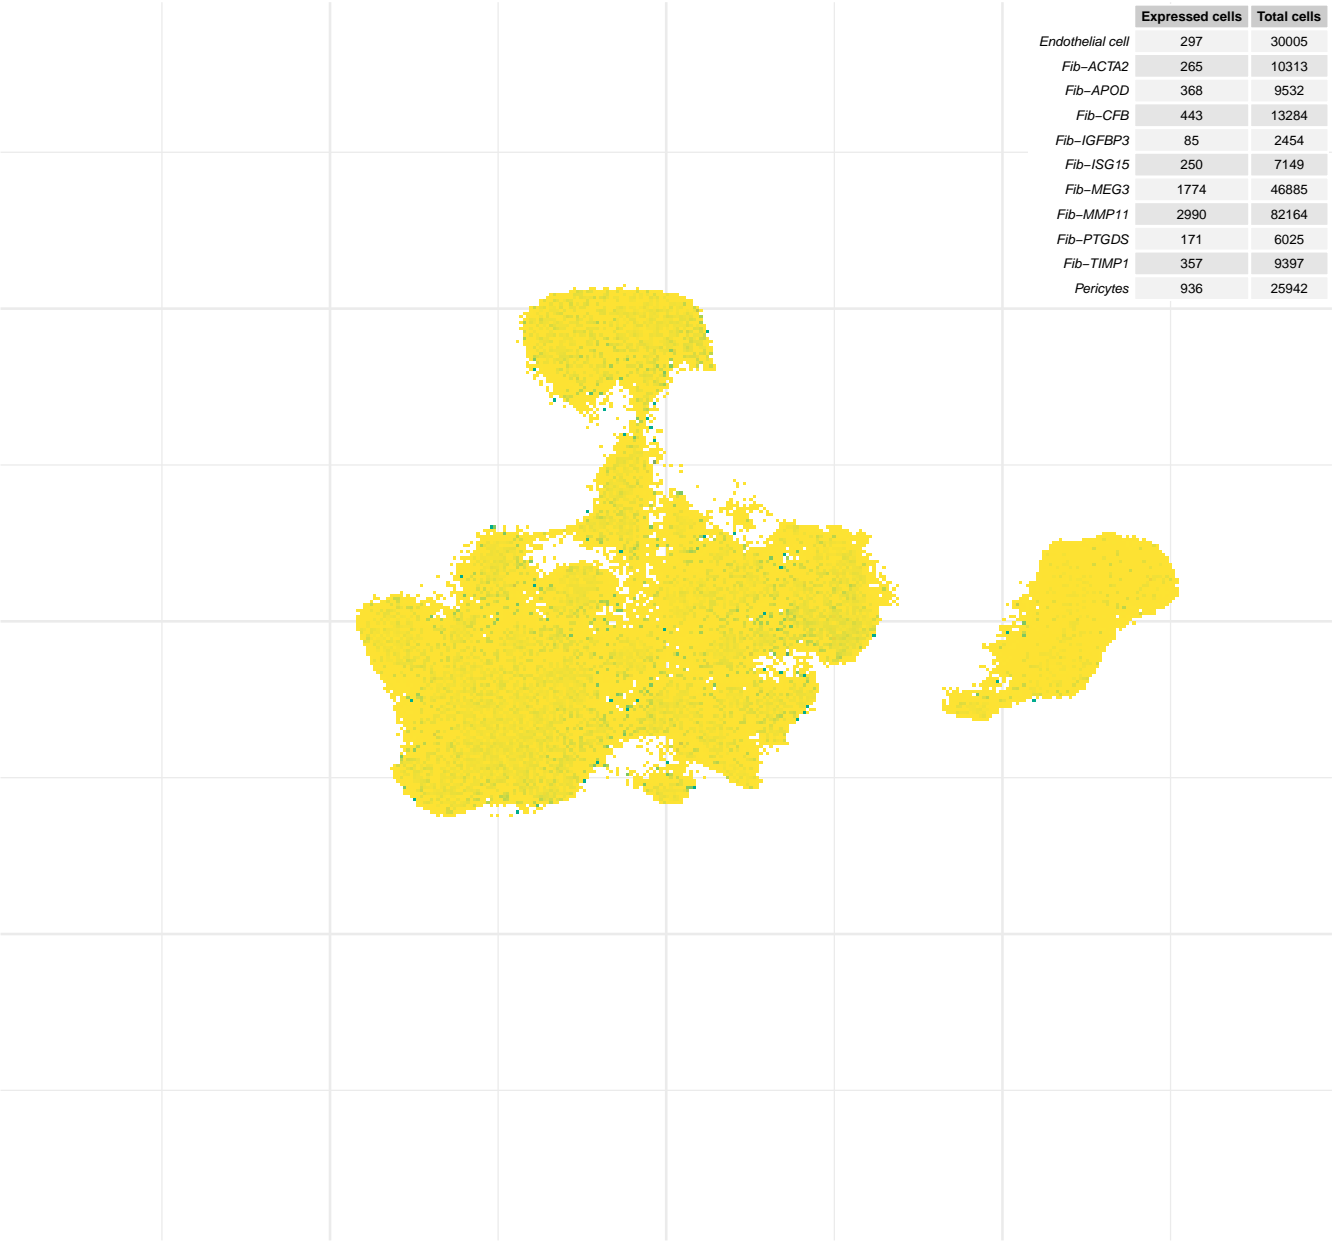 Expressed cells Total cells
Endothelial cell 297 30005
Fib−ACTA2 265 10313
Fib−APOD 368 9532
Fib−CFB 443 13284
Fib−IGFBP3 85 2454
Fib−ISG15 250 7149
Fib−MEG3 1774 46885
Fib−MMP11 2990 82164
Fib−PTGDS 171 6025
Fib−TIMP1 357 9397
Pericytes 936 25942